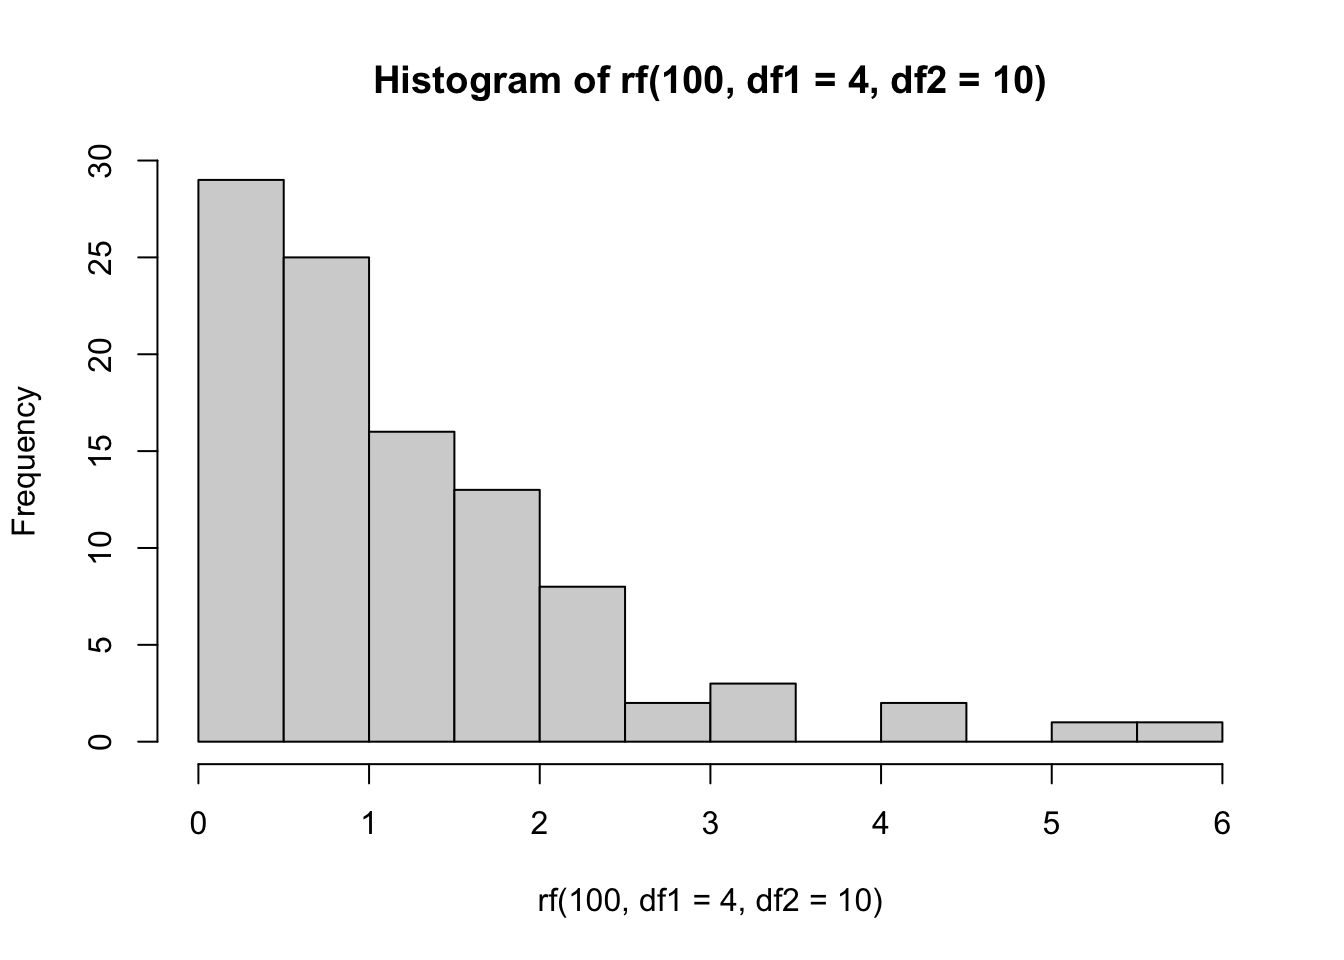 Histogram of rf(100, df1 = 4, df2 = 10)
Frequency
30
25
20
15
10
5
0
0 1 2 3 4 5 6
rf(100, df1 = 4, df2 = 10)